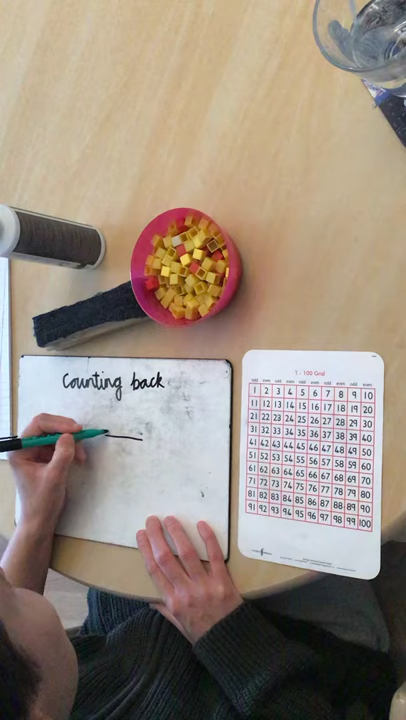 Counting back
1 - 100 Grid
odd even odd even odd even odd even odd even
1 2 3 4 5 6 7 8 9 10
11 12 13 14 15 16 17 18 19 20
21 22 23 24 25 26 27 28 29 30
31 32 33 34 35 36 37 38 39 40
41 42 43 44 45 46 47 48 49 50
51 52 53 54 55 56 57 58 59 60
61 62 63 64 65 66 67 68 69 70
71 72 73 74 75 76 77 78 79 80
81 82 83 84 85 86 87 88 89 90
91 92 93 94 95 96 97 98 99 100